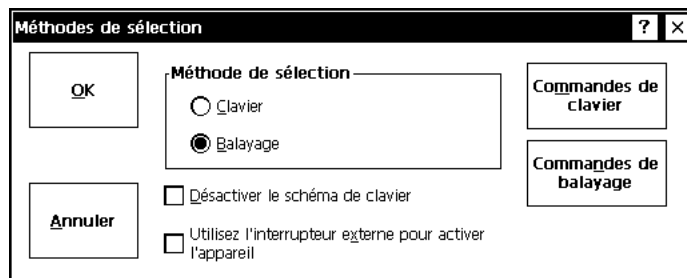 Méthodes de sélection ? ×
OK
Méthode de sélection
Clavier
Balayage
Commandes de
clavier
Commandes de
balayage
Annuler
Désactiver le schéma de clavier
Utilisez l'interrupteur externe pour activer
l'appareil